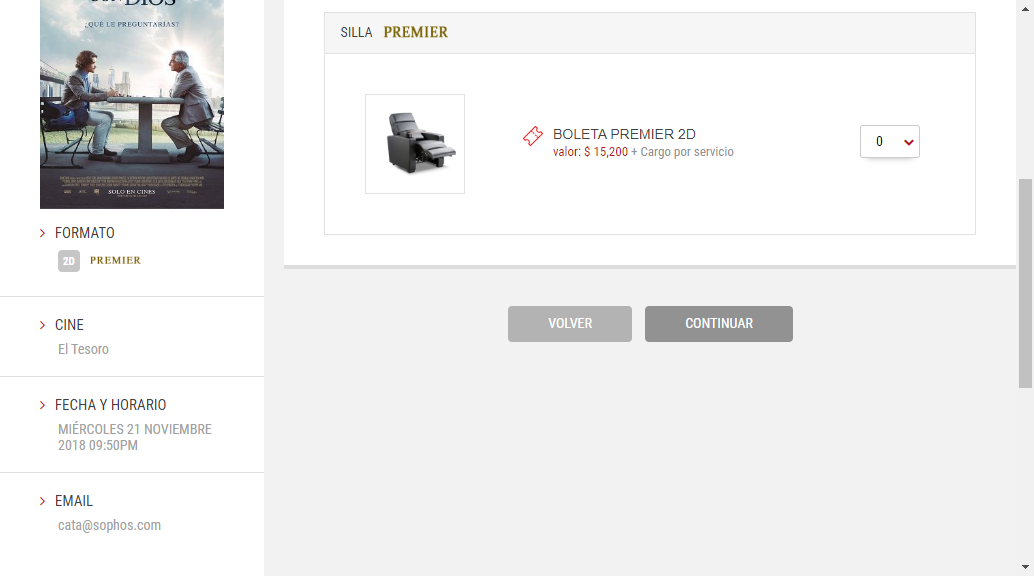 DIOS
¿QUÉ LE PREGUNTARÍAS?
SOLO EN CINES
FORMATO
2D PREMIER
CINE
El Tesoro
FECHA Y HORARIO
MIÉRCOLES 21 NOVIEMBRE
2018 09:50PM
EMAIL
cata@sophos.com
SILLA PREMIER
BOLETA PREMIER 2D
valor: $ 15,200 + Cargo por servicio
0
VOLVER
CONTINUAR